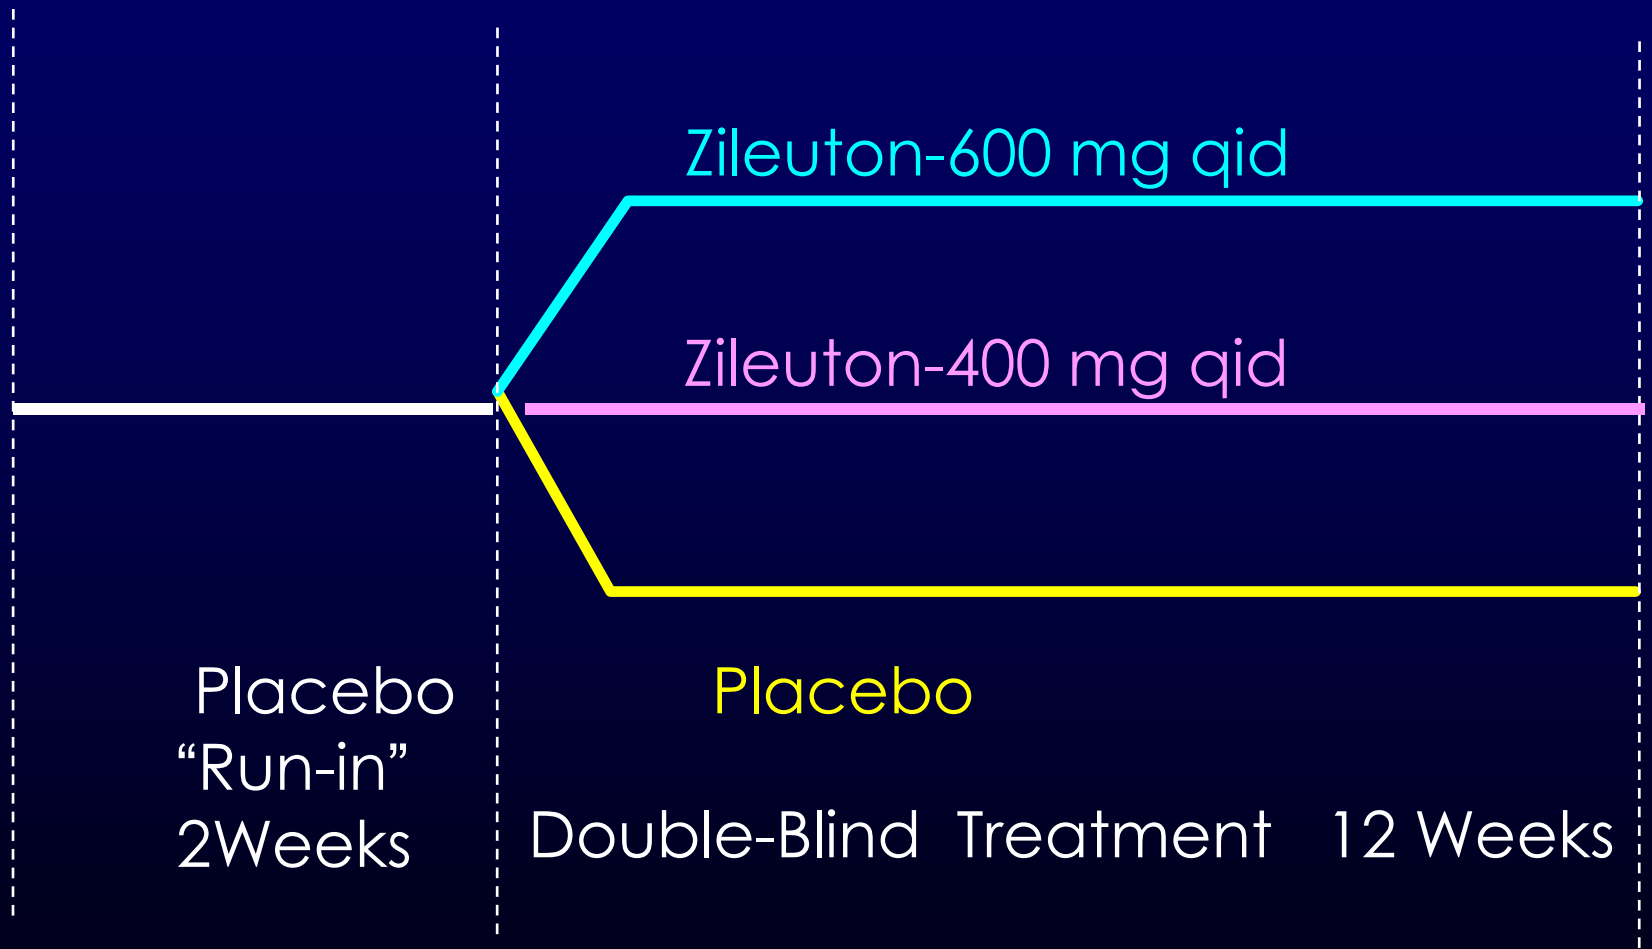 Zileuton-600 mg qid
Zileuton-400 mg qid
Placebo
“Run-in”
2Weeks
Placebo
Double-Blind Treatment 12 Weeks